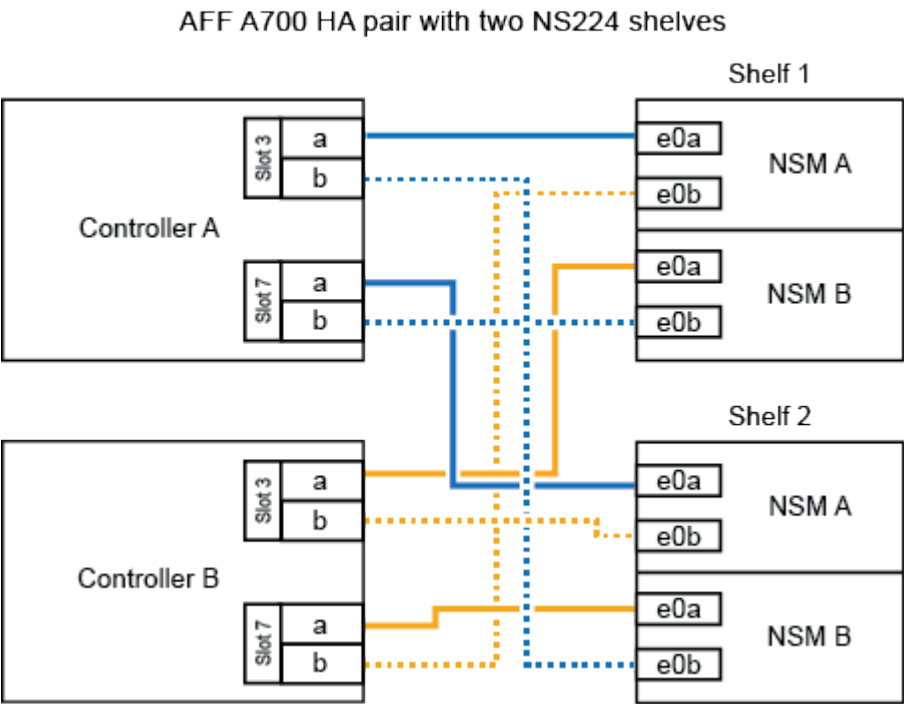 AFF A700 HA pair with two NS224 shelves
Shelf 1
Controller A
Slot 3
a
b
Slot 7
a
b
e0a
e0b
NSM A
e0a
e0b
NSM B
Shelf 2
Controller B
Slot 3
a
b
Slot 7
a
b
e0a
e0b
NSM A
e0a
e0b
NSM B